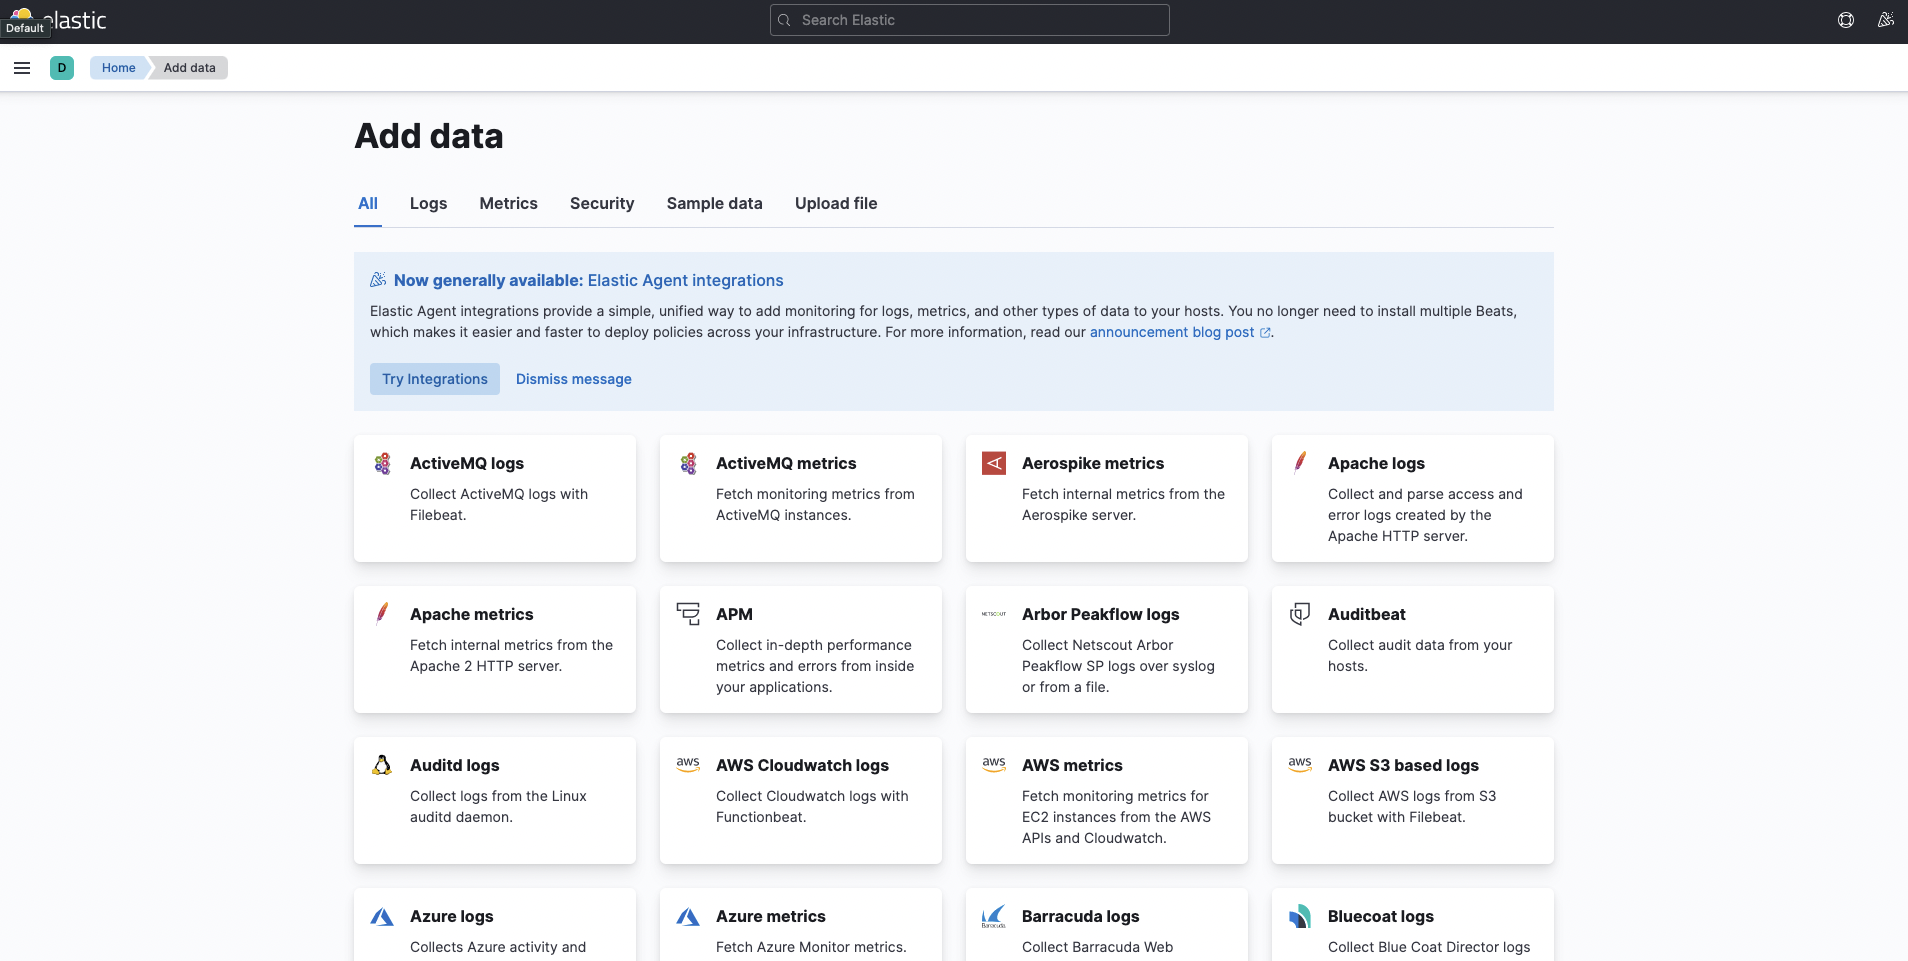 elastic
Default
Search Elastic
D
Home
Add data
Add data
All
Logs
Metrics
Security
Sample data
Upload file
Now generally available: Elastic Agent integrations
Elastic Agent integrations provide a simple, unified way to add monitoring for logs, metrics, and other types of data to your hosts. You no longer need to install multiple Beats,
which makes it easier and faster to deploy policies across your infrastructure. For more information, read our announcement blog post.
Try Integrations
Dismiss message
ActiveMQ logs
Collect ActiveMQ logs with
Filebeat.
ActiveMQ metrics
Fetch monitoring metrics from
ActiveMQ instances.
Aerospike metrics
Fetch internal metrics from the
Aerospike server.
Apache logs
Collect and parse access and
error logs created by the
Apache HTTP server.
Apache metrics
Fetch internal metrics from the
Apache 2 HTTP server.
APM
Collect in-depth performance
metrics and errors from inside
your applications.
NETSCOUT
Arbor Peakflow logs
Collect Netscout Arbor
Peakflow SP logs over syslog
or from a file.
Auditbeat
Collect audit data from your
hosts.
Auditd logs
Collect logs from the Linux
auditd daemon.
aws
AWS Cloudwatch logs
Collect Cloudwatch logs with
Functionbeat.
aws
AWS metrics
Fetch monitoring metrics for
EC2 instances from the AWS
APIs and Cloudwatch.
aws
AWS S3 based logs
Collect AWS logs from S3
bucket with Filebeat.
Azure logs
Collects Azure activity and
Azure metrics
Fetch Azure Monitor metrics.
Barracuda
Barracuda logs
Collect Barracuda Web
Bluecoat logs
Collect Blue Coat Director logs